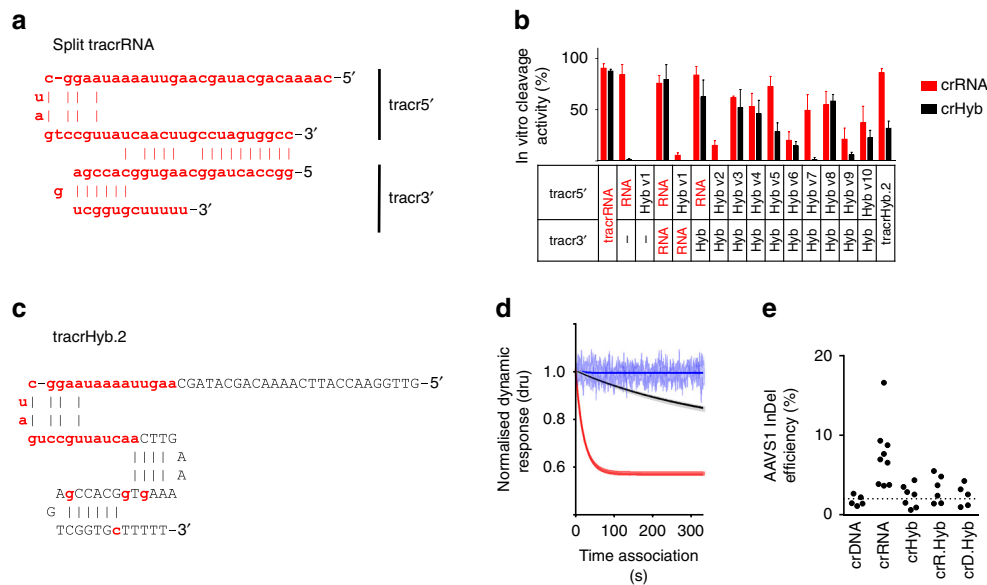 a
Split tracrRNA
c-ggaauaaaauugaacgauacgacaaaac-5′
u
a
gtccguuaucaacuugccuaguggcc-3′
agccacggugaacggaucaccgg-5
g
ucggugcuuuuu-3′
tracr5′
tracr3′
b
In vitro cleavage
activity (%)
100
50
crRNA
crHyb
tracr5′
tracrRNA
RNA
Hyb v1
RNA
Hyb v1
RNA
Hyb v2
Hyb v3
Hyb v4
Hyb v5
Hyb v6
Hyb v7
Hyb v8
Hyb v9
Hyb v10
tracrHyb.2
tracr3′
–
–
RNA
RNA
Hyb
Hyb
Hyb
Hyb
Hyb
Hyb
Hyb
Hyb
Hyb
Hyb
c
tracrHyb.2
c-ggaauaaaauugaaCGATACGACAAAACTTACCAAGGTTG-5′
u
a
guccguuaucaaCTTG
A
A
AgCCACGgTgAAA
G
TCGGTGcTTTTT-3′
d
Normalised dynamic
response (dru)
1.0
0.8
0.6
0
100
200
300
Time association
(s)
e
AAVS1 InDel
efficiency (%)
20
10
0
crDNA
crRNA
crHyb
crR.Hyb
crD.Hyb